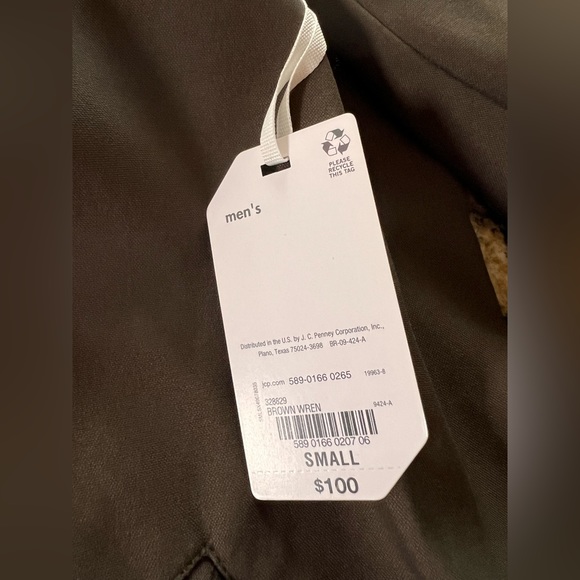 PLEASE
RECYCLE
THIS TAG
men's
Distributed in the U.S. by J. C. Penney Corporation, Inc.,
Plano, Texas 75024-3698 BR-09-424-A
jcp.com 589-0166 0265 19963-8
328829
BROWN WREN 9424-A
589 0166 0207 06
SMALL
$100